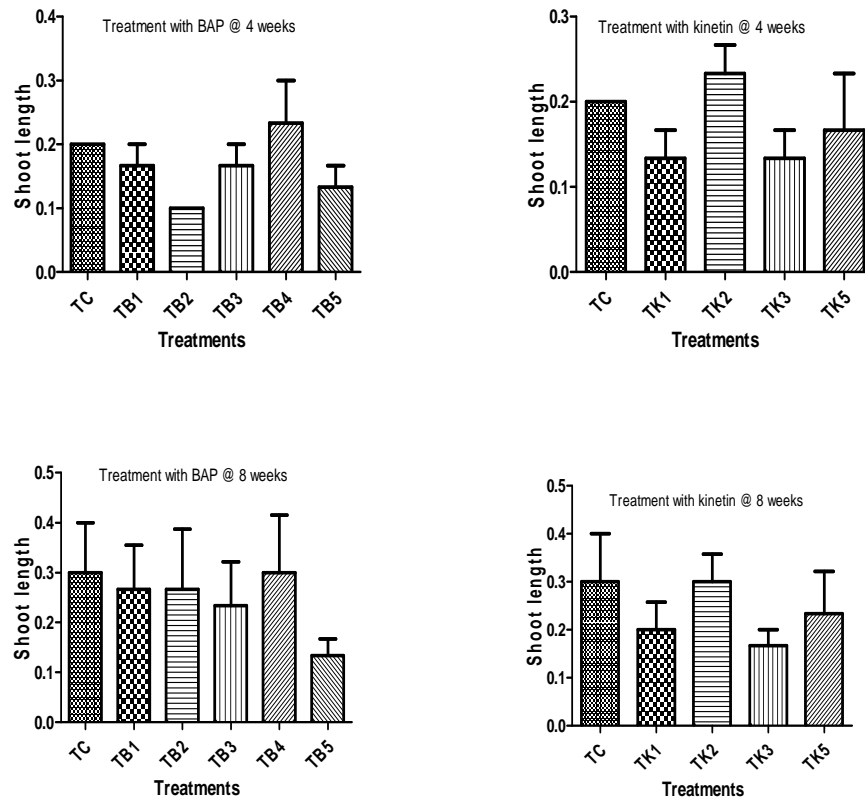 Treatment with BAP @ 4 weeks
Shoot length
0.4
0.3
0.2
0.1
0.0
TC TB1 TB2 TB3 TB4 TB5
Treatments
Treatment with kinetin @ 4 weeks
Shoot length
0.3
0.2
0.1
0.0
TC TK1 TK2 TK3 TK5
Treatments
Treatment with BAP @ 8 weeks
Shoot length
0.5
0.4
0.3
0.2
0.1
0.0
TC TB1 TB2 TB3 TB4 TB5
Treatments
Treatment with kinetin @ 8 weeks
Shoot length
0.5
0.4
0.3
0.2
0.1
0.0
TC TK1 TK2 TK3 TK5
Treatments